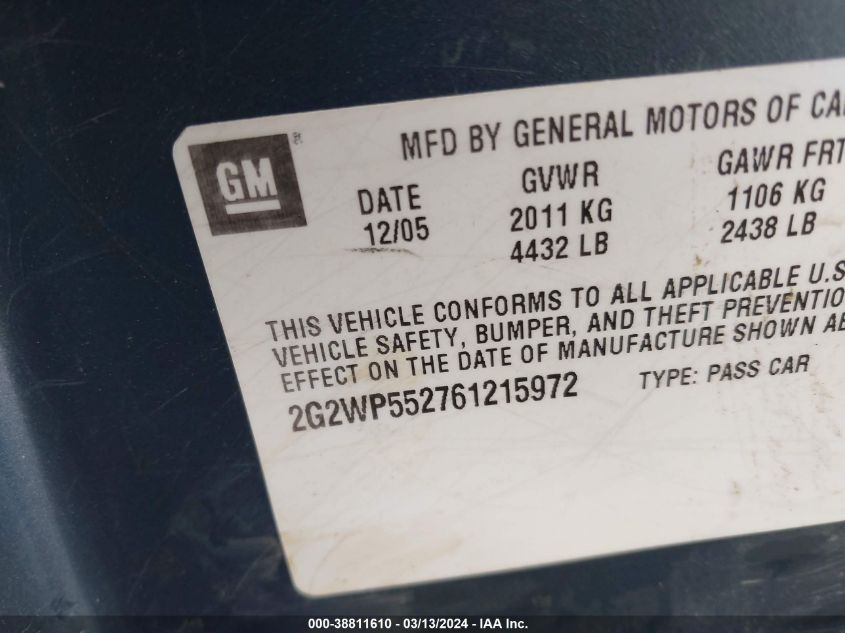 GM
MFD BY GENERAL MOTORS OF CA
DATE GVWR GAWR FRT
12/05 2011 KG 1106 KG
4432 LB 2438 LB
THIS VEHICLE CONFORMS TO ALL APPLICABLE U.S
VEHICLE SAFETY, BUMPER, AND THEFT PREVENTIO
EFFECT ON THE DATE OF MANUFACTURE SHOWN AB
2G2WP552761215972 TYPE: PASS CAR
000-38811610 - 03/13/2024 - IAA Inc.